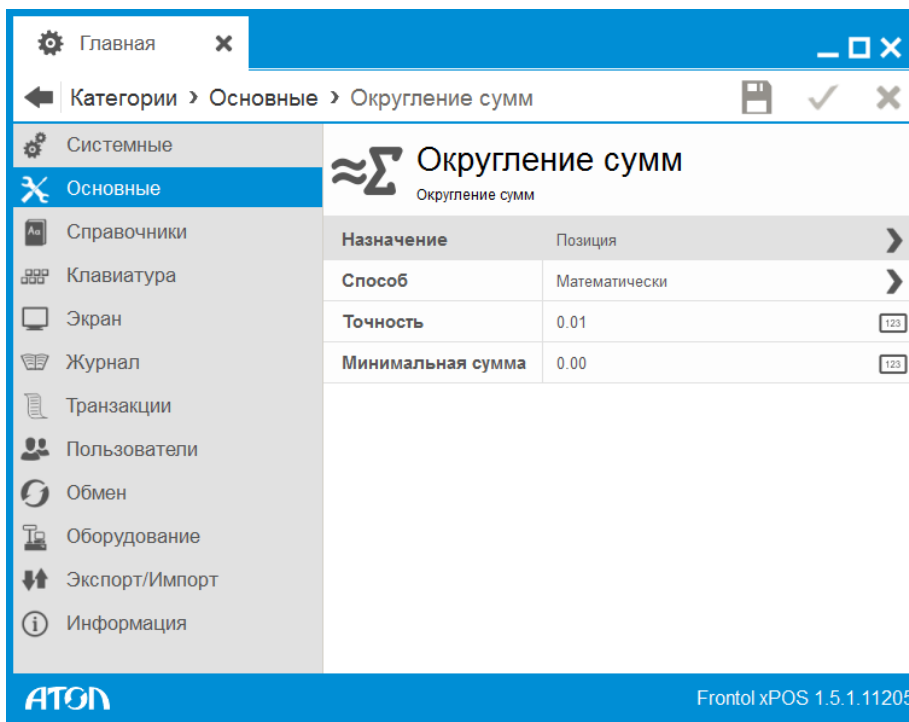 Главная
Категории › Основные › Округление сумм
Системные
Основные
Справочники
Клавиатура
Экран
Журнал
Транзакции
Пользователи
Обмен
Оборудование
Экспорт/Импорт
Информация
Округление сумм
Округление сумм
Назначение Позиция
Способ Математически
Точность 0.01 123
Минимальная сумма 0.00 123
ATOЛ
Frontol xPOS 1.5.1.11205